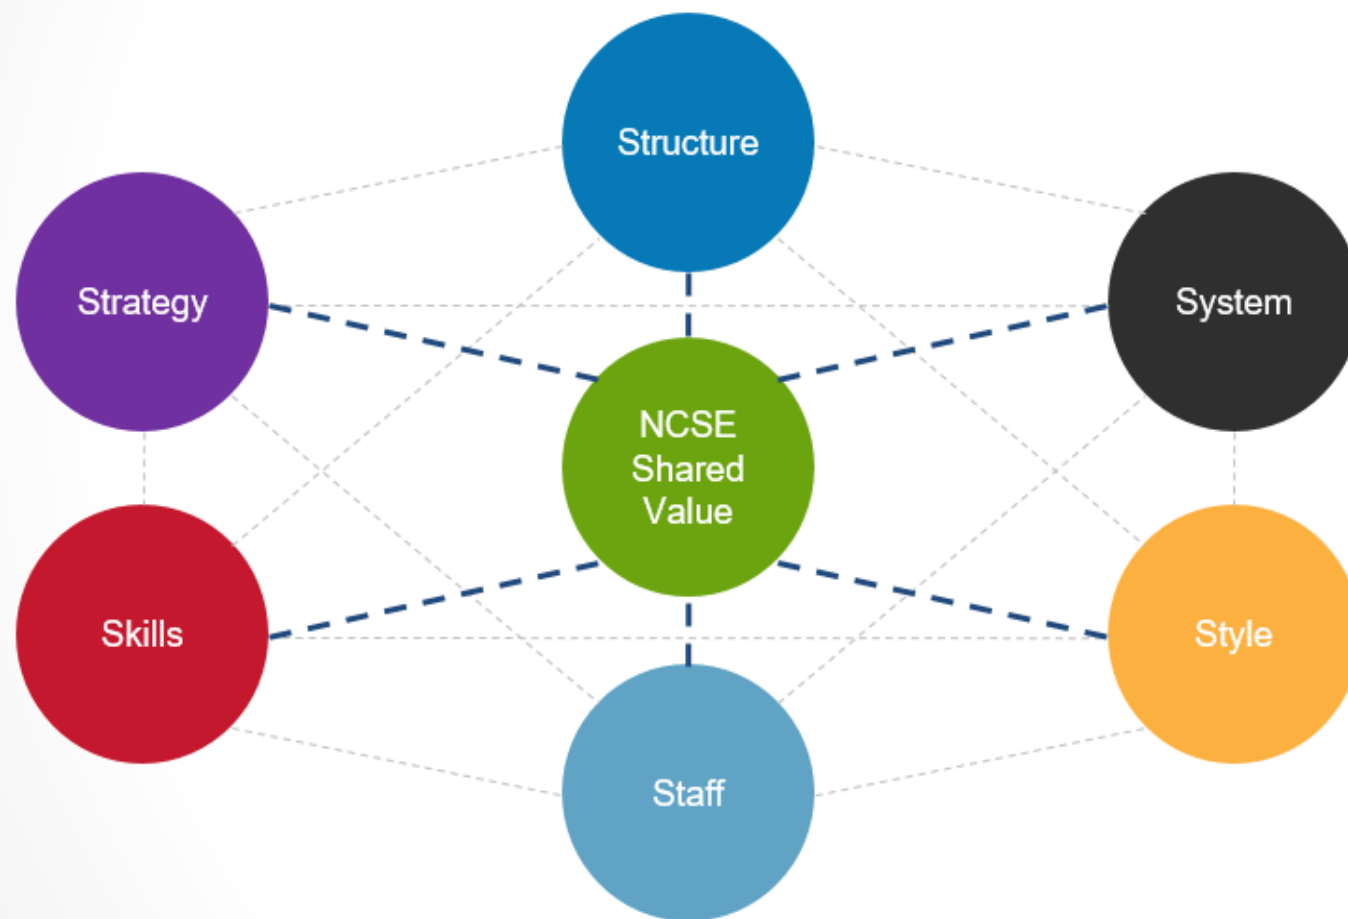 Structure
Strategy
System
NCSE
Shared
Value
Skills
Style
Staff